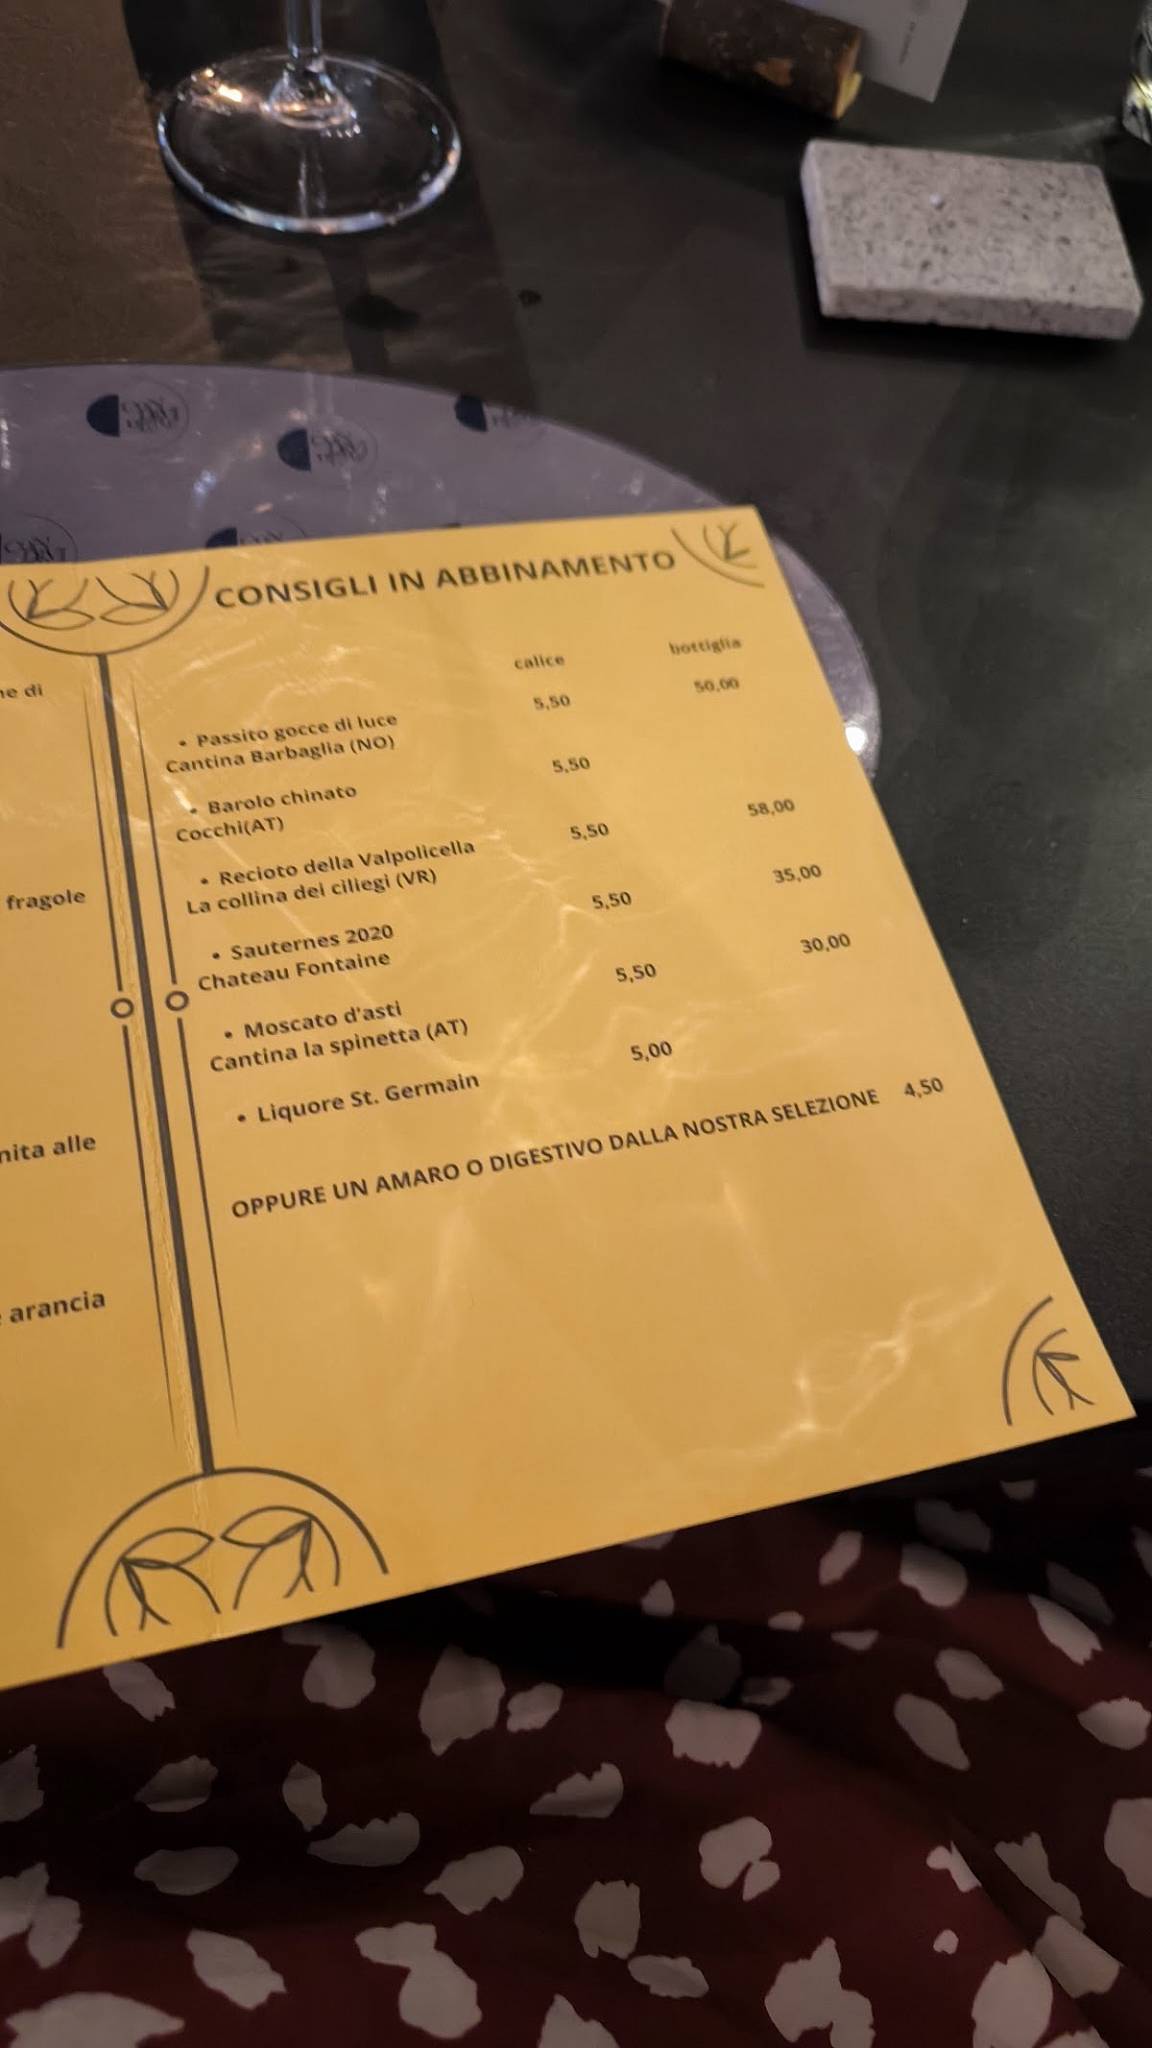 CONSIGLI IN ABBINAMENTO
calice bottiglia
• Passito gocce di luce 5,50 50,00
Cantina Barbaglia (NO)
• Barolo chinato 5,50
Cocchi(AT)
• Recioto della Valpolicella 5,50 58,00
La collina dei ciliegi (VR)
• Sauternes 2020 5,50 35,00
Chateau Fontaine
• Moscato d'asti 5,50 30,00
Cantina la spinetta (AT)
• Liquore St. Germain 5,00
OPPURE UN AMARO O DIGESTIVO DALLA NOSTRA SELEZIONE 4,50
ne di
fragole
nita alle
arancia